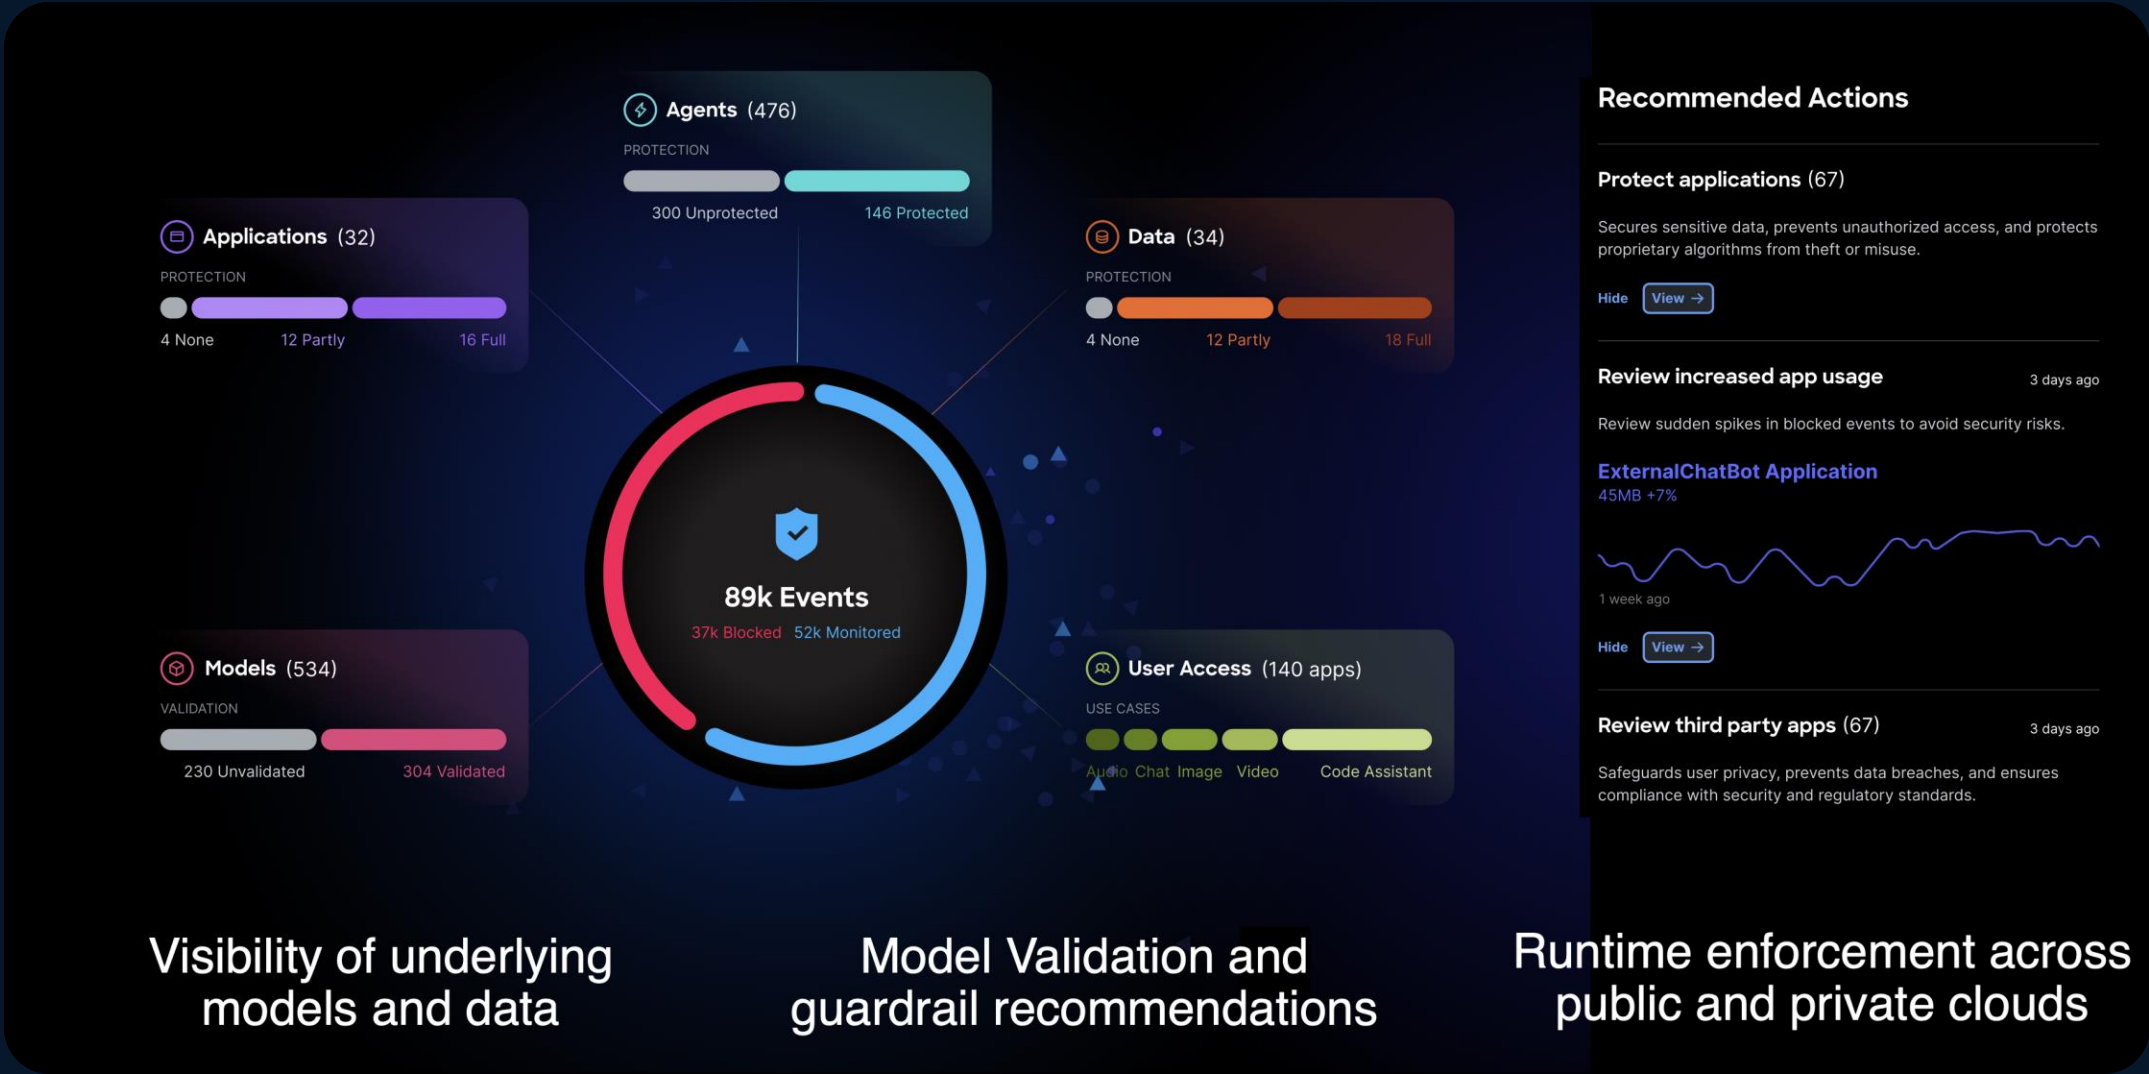 Agents (476)
PROTECTION
300 Unprotected 146 Protected
Applications (32)
PROTECTION
4 None 12 Partly 16 Full
Data (34)
PROTECTION
4 None 12 Partly 18 Full
89k Events
37k Blocked 52k Monitored
Models (534)
VALIDATION
230 Unvalidated 304 Validated
User Access (140 apps)
USE CASES
Audio Chat Image Video Code Assistant
Recommended Actions
Protect applications (67)
Secures sensitive data, prevents unauthorized access, and protects
proprietary algorithms from theft or misuse.
Hide View →
Review increased app usage 3 days ago
Review sudden spikes in blocked events to avoid security risks.
ExternalChatBot Application
45MB +7%
1 week ago
Hide View →
Review third party apps (67) 3 days ago
Safeguards user privacy, prevents data breaches, and ensures
compliance with security and regulatory standards.
Visibility of underlying
models and data
Model Validation and
guardrail recommendations
Runtime enforcement across
public and private clouds